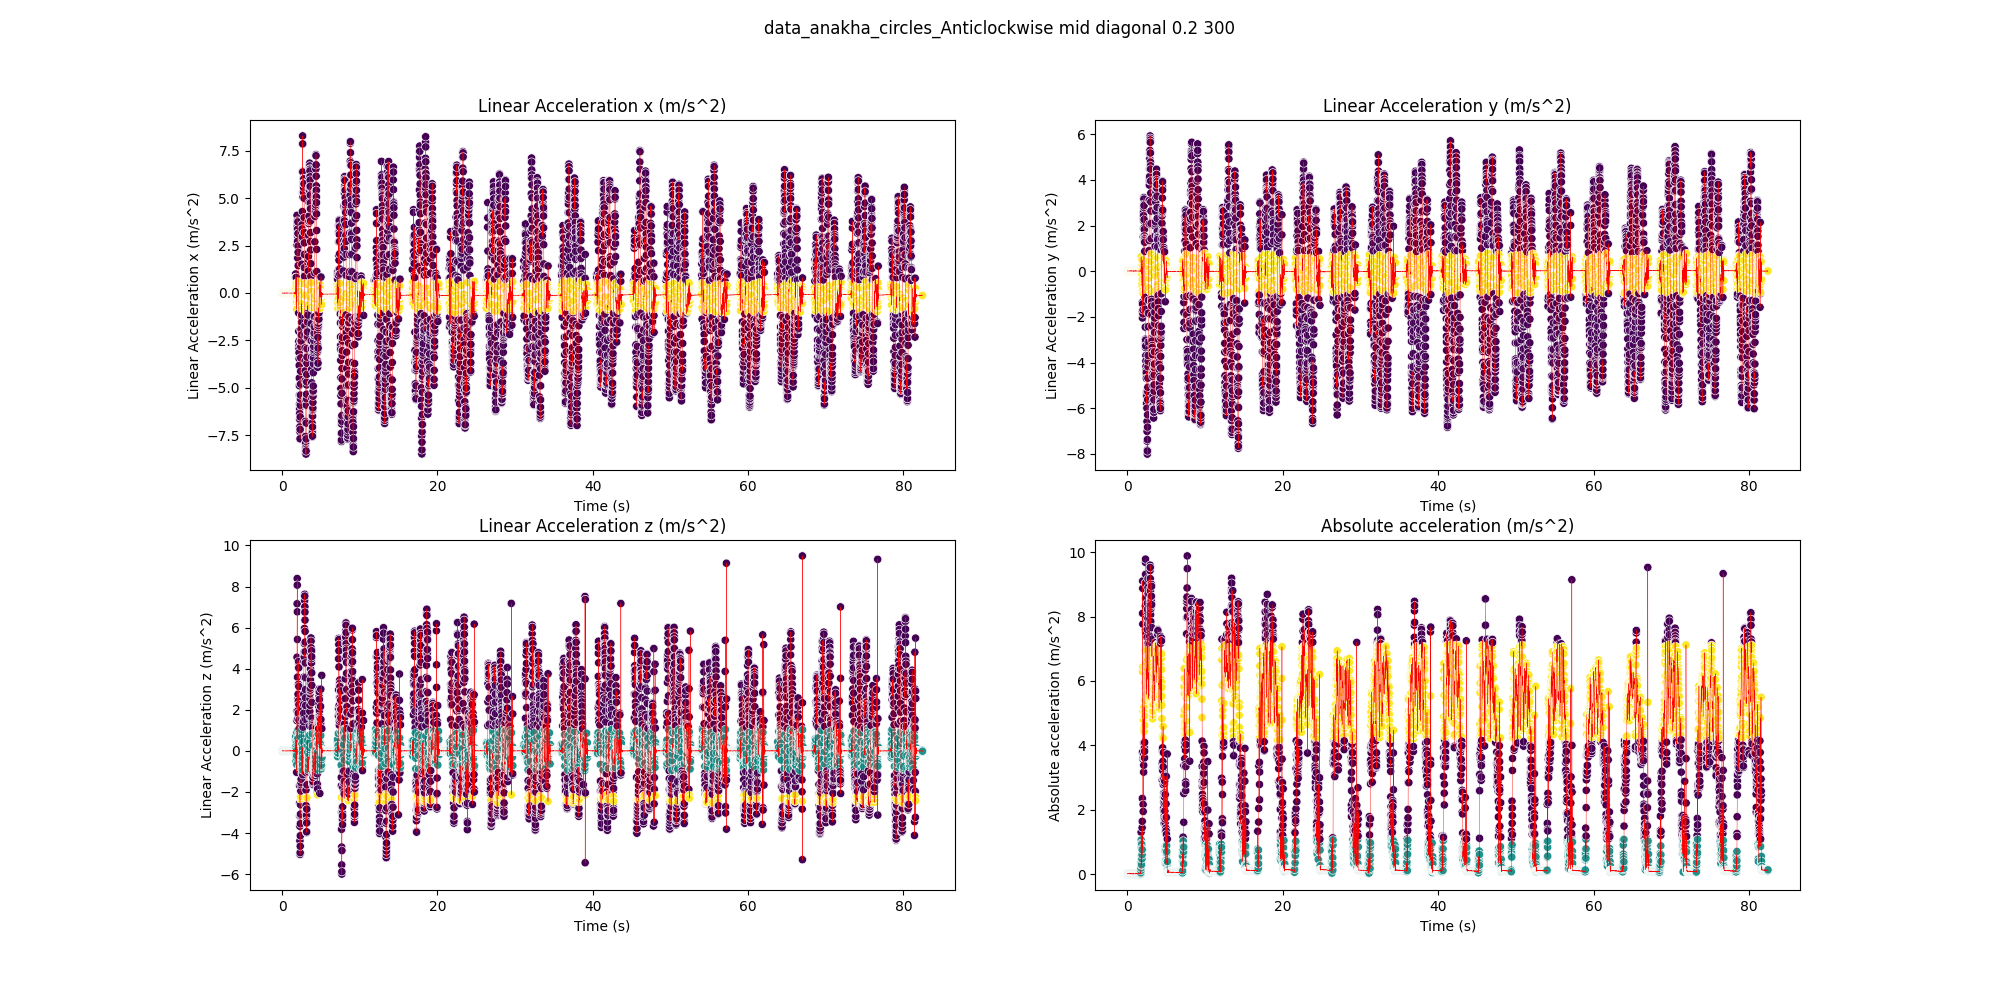 data_anakha_circles_Anticlockwise mid diagonal 0.2 300
Linear Acceleration x (m/s^2)
Linear Acceleration x (m/s^2)
7.5
5.0
2.5
0.0
−2.5
−5.0
−7.5
0 20 40 60 80
Time (s)
Linear Acceleration y (m/s^2)
Linear Acceleration y (m/s^2)
6
4
2
0
−2
−4
−6
−8
0 20 40 60 80
Time (s)
Linear Acceleration z (m/s^2)
Linear Acceleration z (m/s^2)
10
8
6
4
2
0
−2
−4
−6
0 20 40 60 80
Time (s)
Absolute acceleration (m/s^2)
Absolute acceleration (m/s^2)
10
8
6
4
2
0
0 20 40 60 80
Time (s)